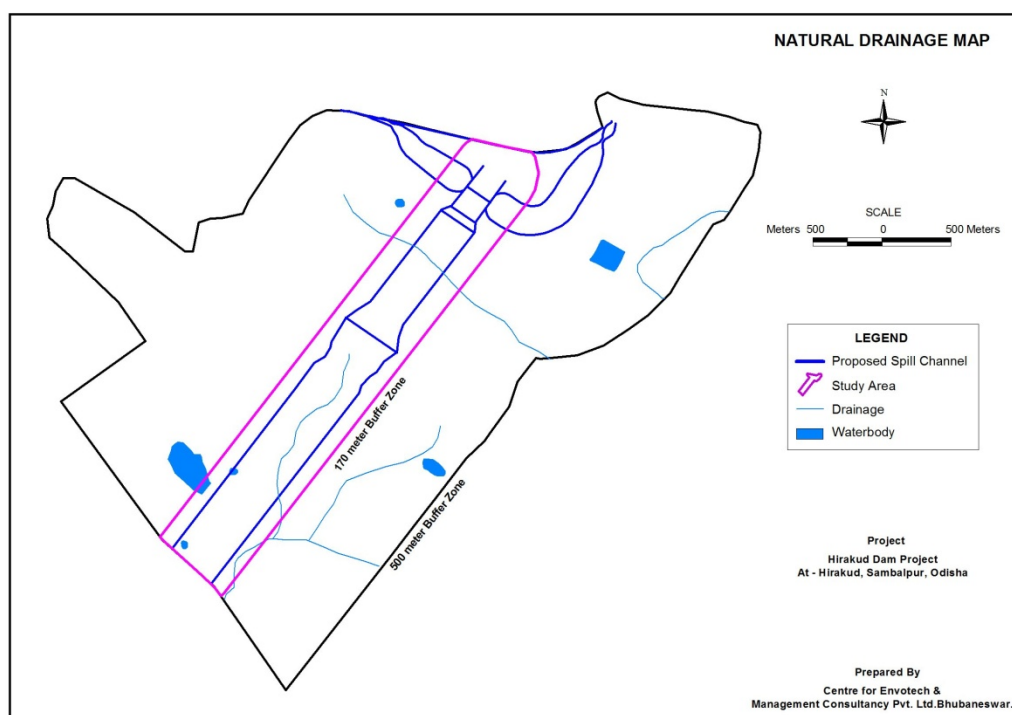 NATURAL DRAINAGE MAP
N
SCALE
Meters 500 0 500 Meters
LEGEND
Proposed Spill Channel
Study Area
Drainage
Waterbody
170 meter Buffer Zone
500 meter Buffer Zone
Project
Hirakud Dam Project
At - Hirakud, Sambalpur, Odisha
Prepared By
Centre for Envotech &
Management Consultancy Pvt. Ltd.Bhubaneswar.